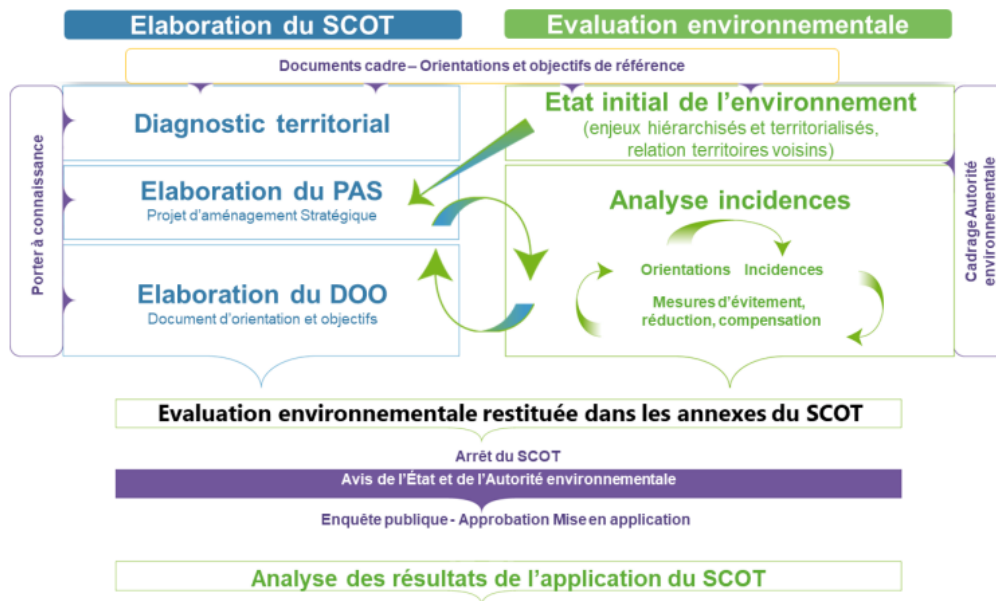 Elaboration du SCOT
Evaluation environnementale
Documents cadre – Orientations et objectifs de référence
Porter à connaissance
Diagnostic territorial
Elaboration du PAS
Projet d'aménagement Stratégique
Elaboration du DOO
Document d'orientation et objectifs
Etat initial de l'environnement
(enjeux hiérarchisés et territorialisés,
relation territoires voisins)
Analyse incidences
Orientations Incidences
Mesures d'évitement,
réduction, compensation
Cadrage Autorité
environnementale
Evaluation environnementale restituée dans les annexes du SCOT
Arrêt du SCOT
Avis de l'État et de l'Autorité environnementale
Enquête publique - Approbation Mise en application
Analyse des résultats de l'application du SCOT